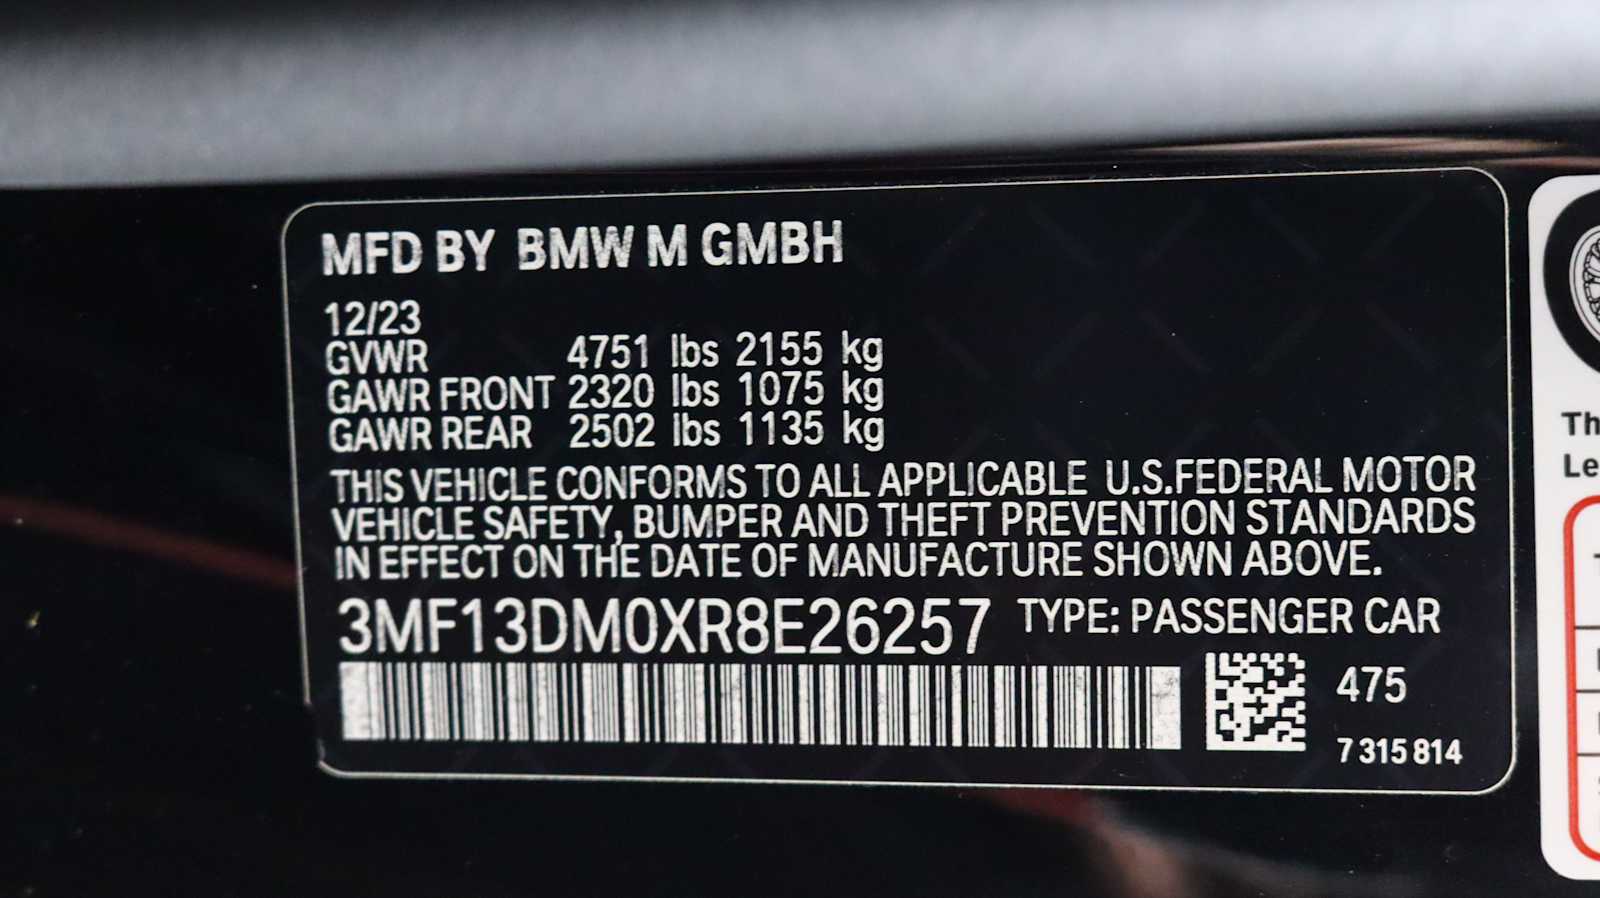 MFD BY BMW M GMBH
12/23
GVWR 4751 lbs 2155 kg
GAWR FRONT 2320 lbs 1075 kg
GAWR REAR 2502 lbs 1135 kg
THIS VEHICLE CONFORMS TO ALL APPLICABLE U.S.FEDERAL MOTOR
VEHICLE SAFETY, BUMPER AND THEFT PREVENTION STANDARDS
IN EFFECT ON THE DATE OF MANUFACTURE SHOWN ABOVE.
3MF13DM0XR8E26257 TYPE: PASSENGER CAR
475
7 315 814